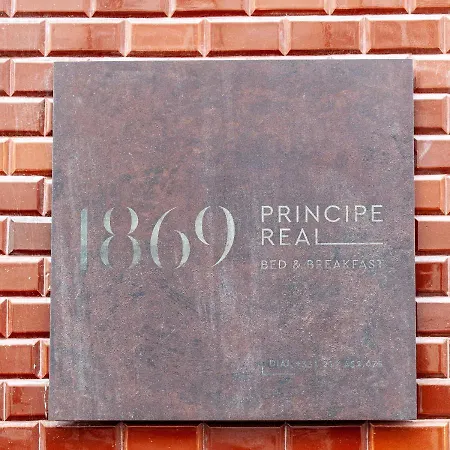 1869
PRINCIPE
REAL
BED & BREAKFAST